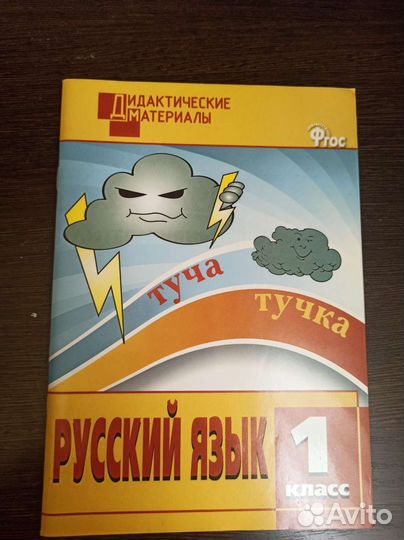 Дидактические
Материалы
ФГОС
туча
тучка
РУССКИЙ ЯЗЫК
1
класс
Avito